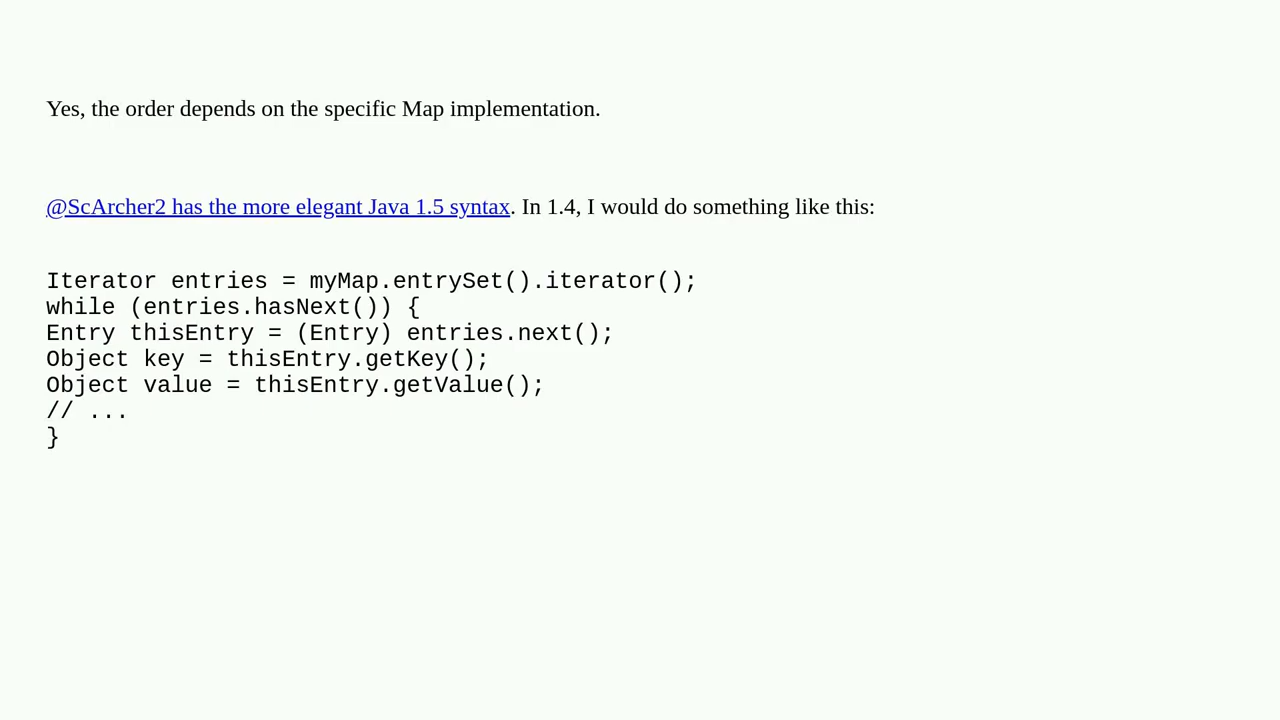 Yes, the order depends on the specific Map implementation.
@ScArcher2 has the more elegant Java 1.5 syntax. In 1.4, I would do something like this:
Iterator entries = myMap.entrySet().iterator();
while (entries.hasNext()) {
Entry thisEntry = (Entry) entries.next();
Object key = thisEntry.getKey();
Object value = thisEntry.getValue();
// ...
}